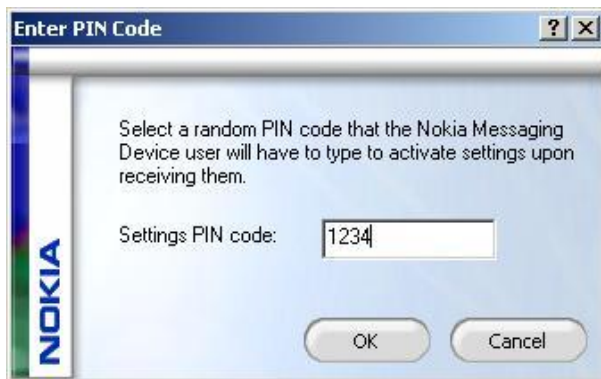 Enter PIN Code
Select a random PIN code that the Nokia Messaging
Device user will have to type to activate settings upon
receiving them.
Settings PIN code: 1234
NOKIA
OK Cancel